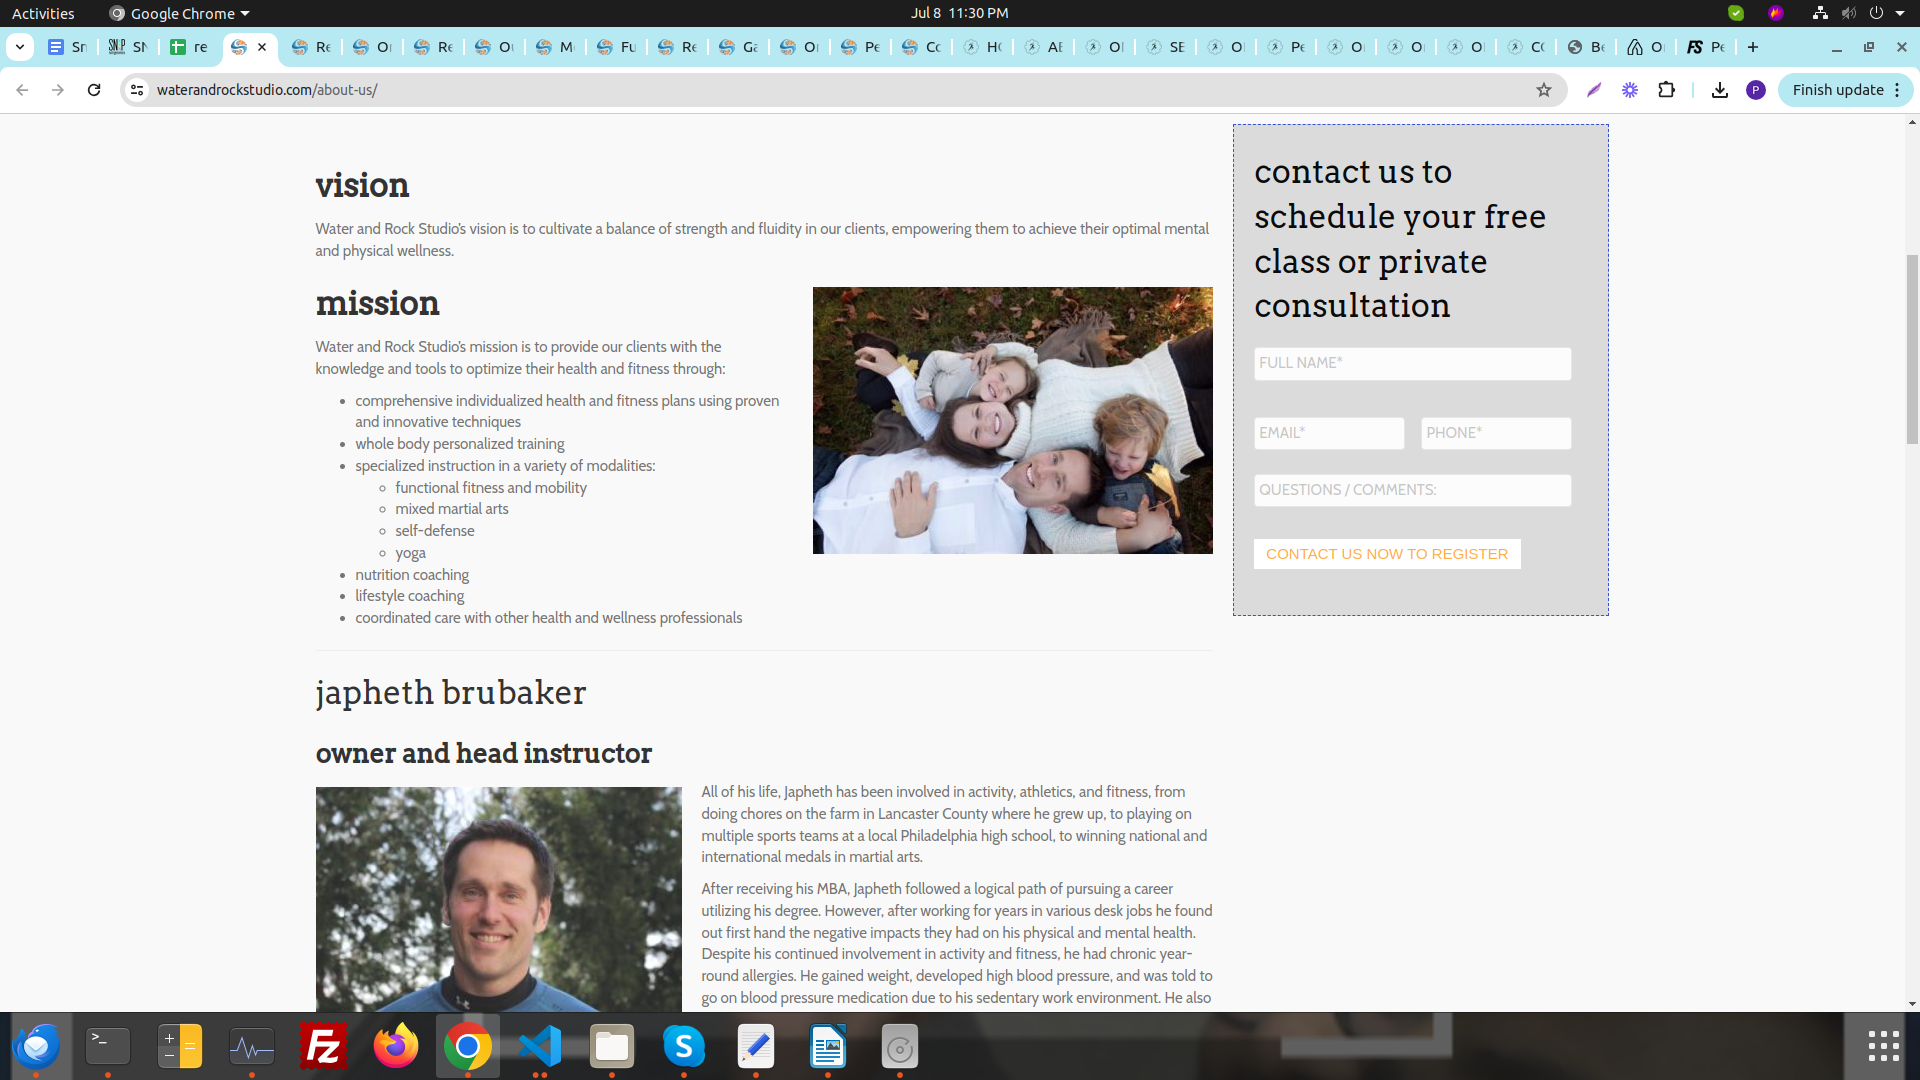 Activities
Google Chrome
Jul 8 11:30 PM
Sn
SN
re
Re
Or
Re
Ou
Me
Fu
Re
Ga
Or
Pe
Co
HO
AB
SE
Pe
CO
Be
Pe
waterandrockstudio.com/about-us/
P
Finish update
vision
Water and Rock Studio's vision is to cultivate a balance of strength and fluidity in our clients, empowering them to achieve their optimal mental
and physical wellness.
mission
Water and Rock Studio's mission is to provide our clients with the
knowledge and tools to optimize their health and fitness through:
comprehensive individualized health and fitness plans using proven
and innovative techniques
whole body personalized training
specialized instruction in a variety of modalities:
functional fitness and mobility
mixed martial arts
self-defense
yoga
nutrition coaching
lifestyle coaching
coordinated care with other health and wellness professionals
japheth brubaker
owner and head instructor
All of his life, Japheth has been involved in activity, athletics, and fitness, from
doing chores on the farm in Lancaster County where he grew up, to playing on
multiple sports teams at a local Philadelphia high school, to winning national and
international medals in martial arts.
After receiving his MBA, Japheth followed a logical path of pursuing a career
utilizing his degree. However, after working for years in various desk jobs he found
out first hand the negative impacts they had on his physical and mental health.
Despite his continued involvement in activity and fitness, he had chronic year-
round allergies. He gained weight, developed high blood pressure, and was told to
go on blood pressure medication due to his sedentary work environment. He also
contact us to
schedule your free
class or private
consultation
FULL NAME*
EMAIL*
PHONE*
QUESTIONS / COMMENTS:
CONTACT US NOW TO REGISTER